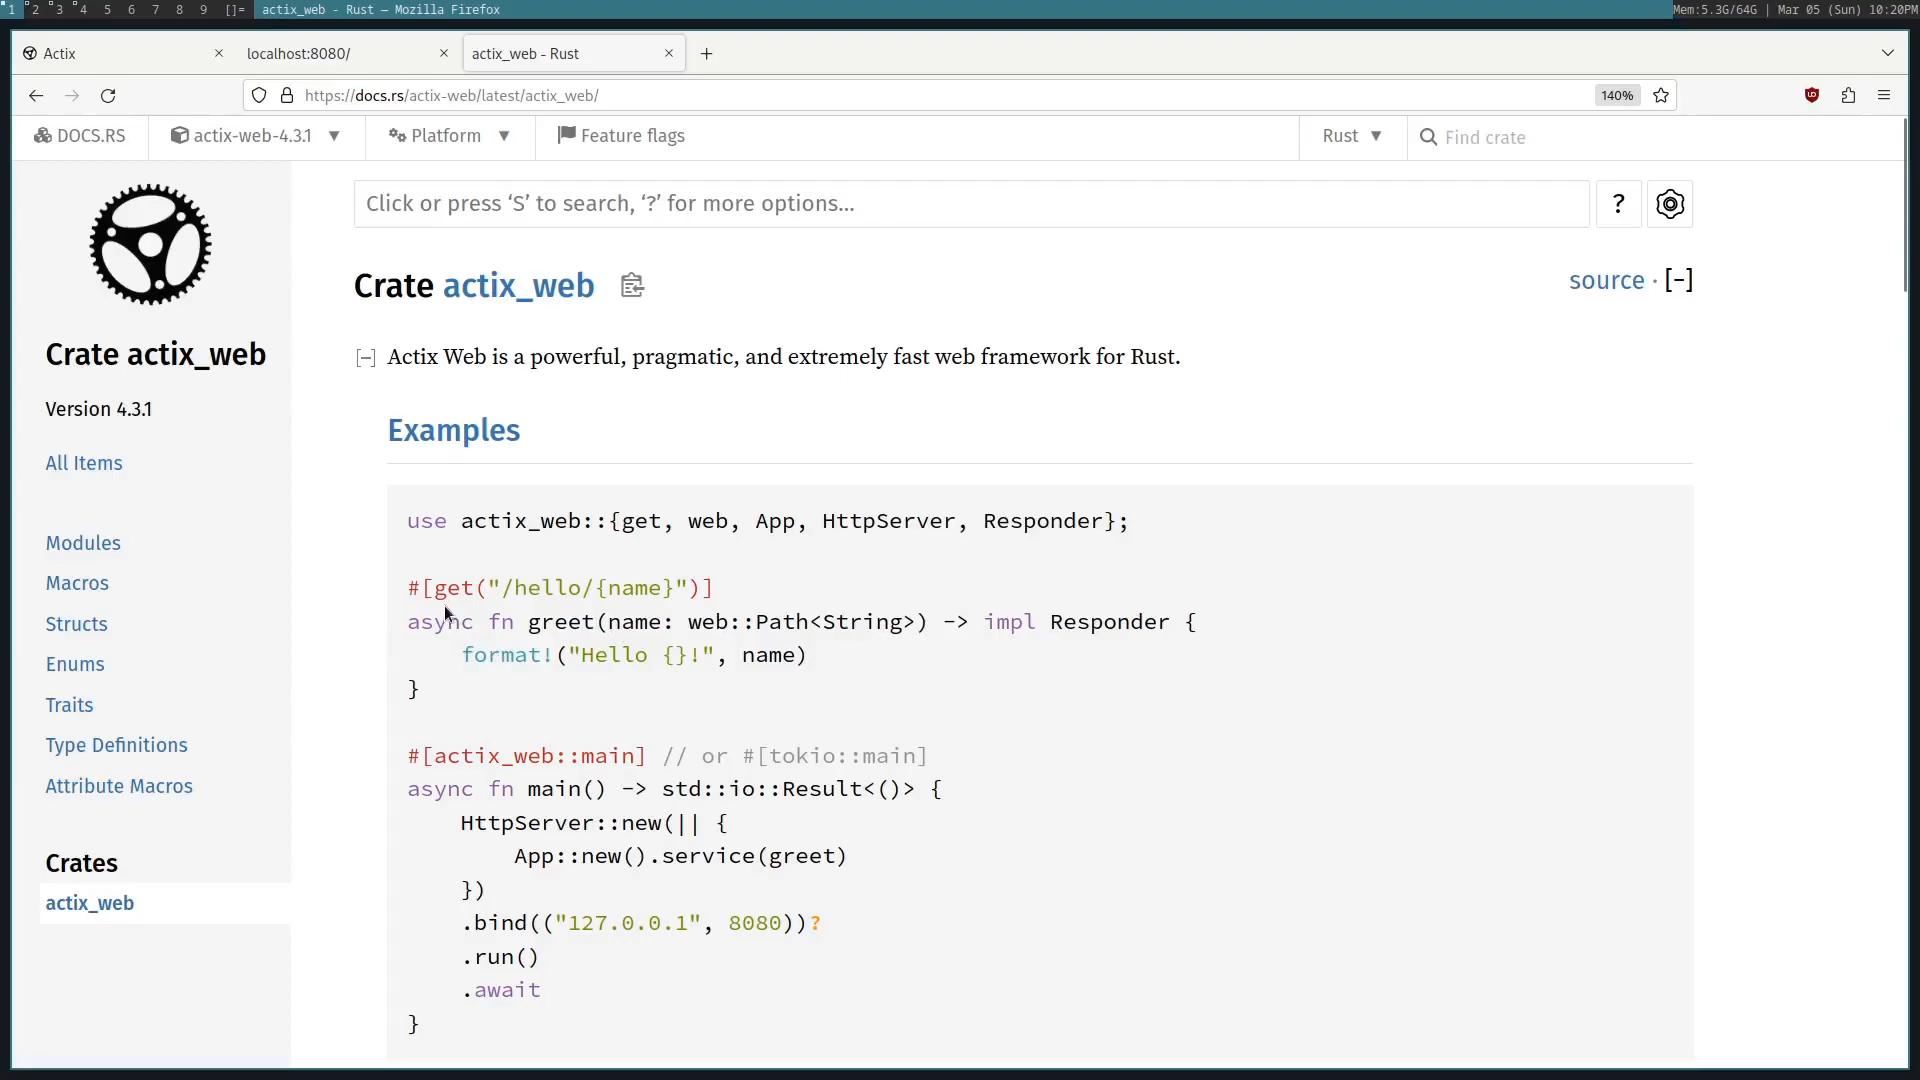 1 2 3 4 5 6 7 8 9 []= actix_web - Rust — Mozilla Firefox Mem:5.3G/64G | Mar 05 (Sun) 10:20PM
Actix localhost:8080/ actix_web - Rust
https://docs.rs/actix-web/latest/actix_web/ 140%
DOCS.RS actix-web-4.3.1 Platform Feature flags Rust Find crate
Click or press ‘S’ to search, ‘?’ for more options… ?
Crate actix_web source · [−]
Crate actix_web
Version 4.3.1
All Items
Modules
Macros
Structs
Enums
Traits
Type Definitions
Attribute Macros
Crates
actix_web
[−] Actix Web is a powerful, pragmatic, and extremely fast web framework for Rust.
Examples
use actix_web::{get, web, App, HttpServer, Responder};
#[get("/hello/{name}")]
async fn greet(name: web::Path<String>) -> impl Responder {
    format!("Hello {}!", name)
}
#[actix_web::main] // or #[tokio::main]
async fn main() -> std::io::Result<()> {
    HttpServer::new(|| {
        App::new().service(greet)
    })
    .bind(("127.0.0.1", 8080))?
    .run()
    .await
}